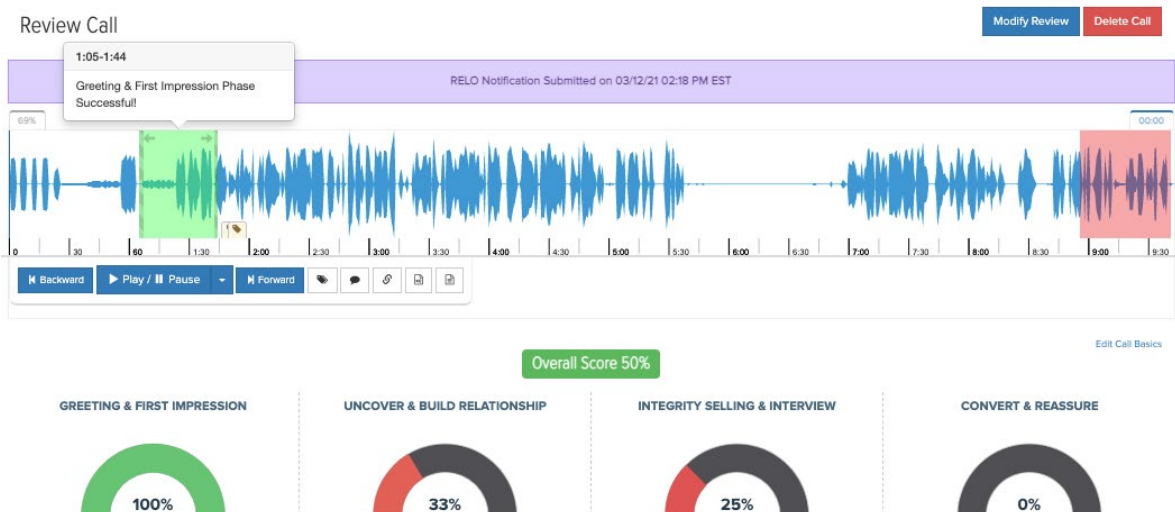 Review Call
Modify Review
Delete Call
1:05-1:44
Greeting & First Impression Phase
Successful!
RELO Notification Submitted on 03/12/21 02:18 PM EST
69%
00:00
0 30 60 1:30 2:00 2:30 3:00 3:30 4:00 4:30 5:00 5:30 6:00 6:30 7:00 7:30 8:00 8:30 9:00 9:30
Backward
Play / Pause
Forward
Edit Call Basics
Overall Score 50%
GREETING & FIRST IMPRESSION
UNCOVER & BUILD RELATIONSHIP
INTEGRITY SELLING & INTERVIEW
CONVERT & REASSURE
100%
33%
25%
0%